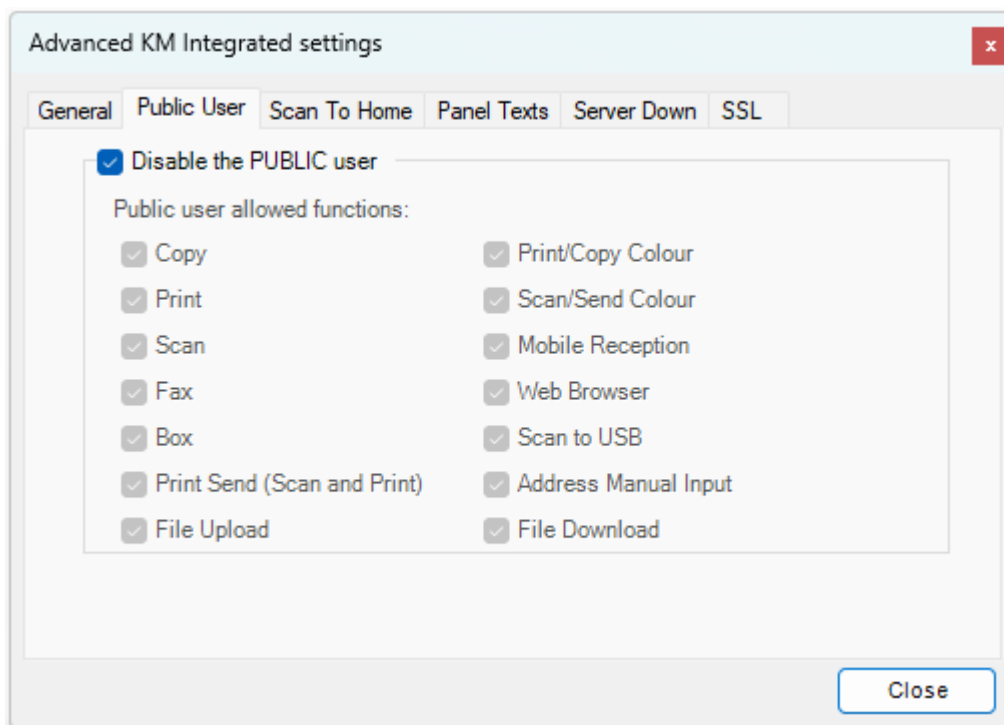 Advanced KM Integrated settings
x
General Public User Scan To Home Panel Texts Server Down SSL
Disable the PUBLIC user
Public user allowed functions:
Copy Print/Copy Colour
Print Scan/Send Colour
Scan Mobile Reception
Fax Web Browser
Box Scan to USB
Print Send (Scan and Print) Address Manual Input
File Upload File Download
Close